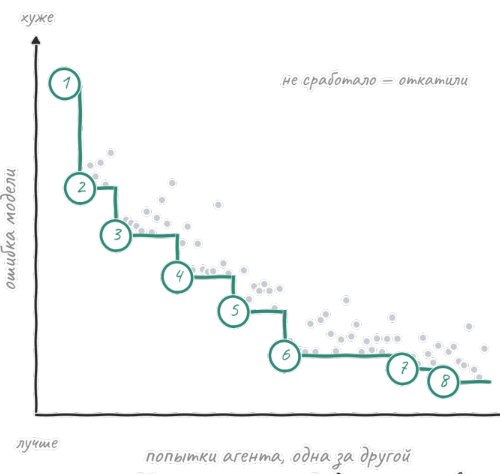 хуже
1
не сработало — откатили
2
3
4
5
6
7
8
ошибка модели
лучше
попытки агента, одна за другой